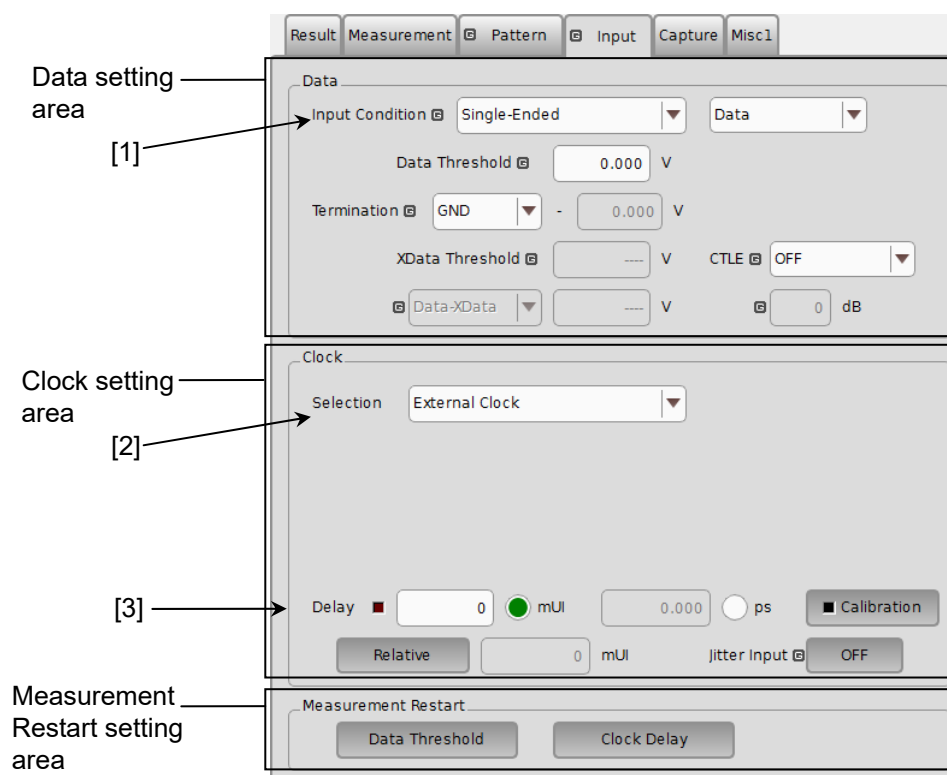 Result Measurement G Pattern G Input Capture Misc1
Data setting
area
Data
Input Condition G Single-Ended Data
[1]
Data Threshold G 0.000 V
Termination G GND - 0.000 V
XData Threshold G ---- V CTLE G OFF
G Data-XData ---- V G 0 dB
Clock
Clock setting
area
Selection External Clock
[2]
[3]
Delay 0 mUI 0.000 ps Calibration
Relative 0 mUI Jitter Input G OFF
Measurement
Restart setting
area
Measurement Restart
Data Threshold Clock Delay